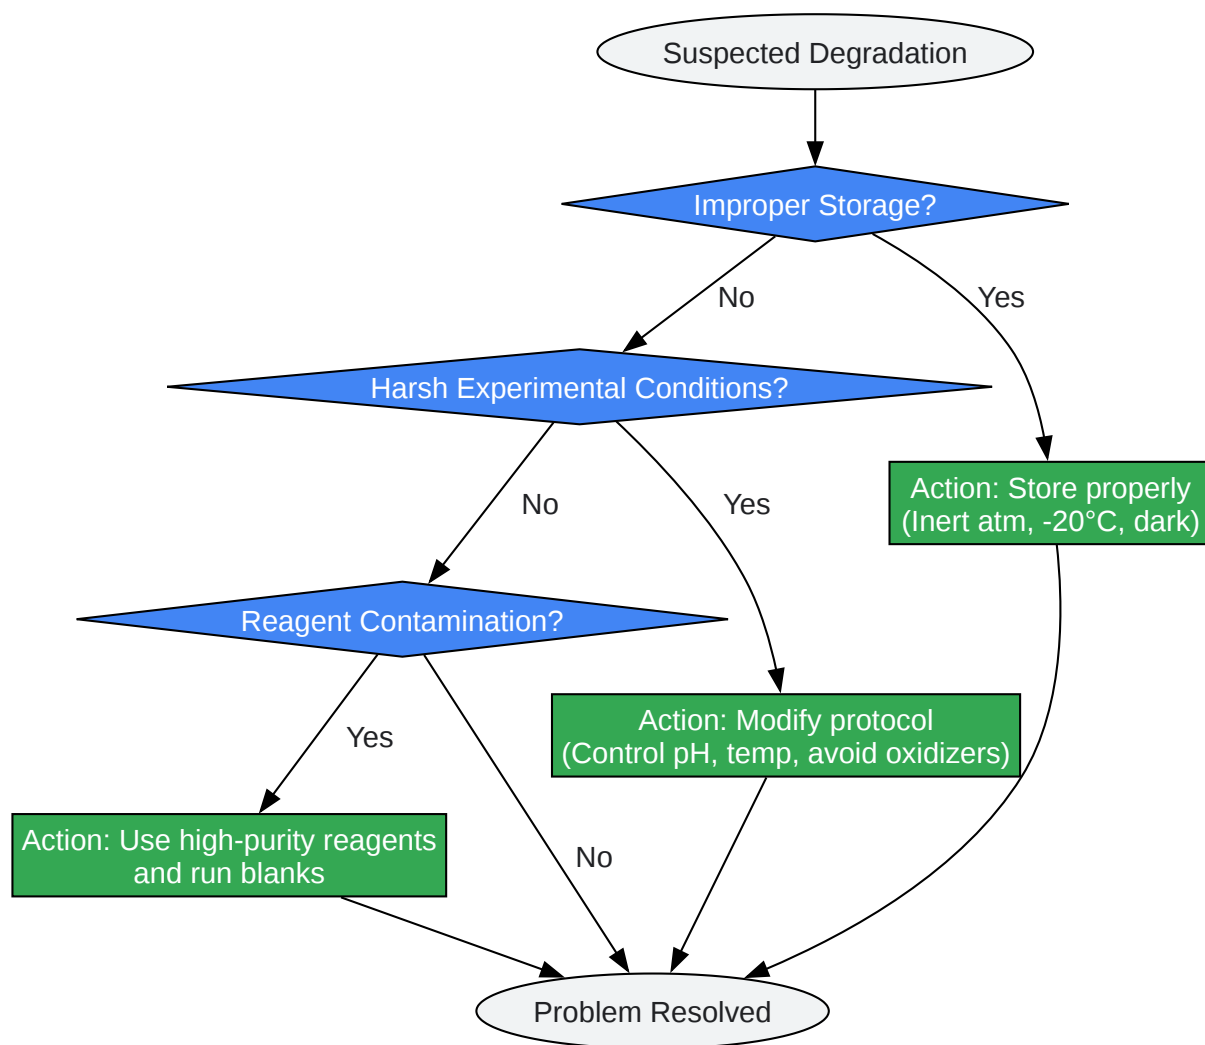 Suspected Degradation
Improper Storage?
No
Yes
Harsh Experimental Conditions?
Action: Store properly
(Inert atm, -20°C, dark)
No
Yes
Reagent Contamination?
Action: Modify protocol
(Control pH, temp, avoid oxidizers)
Yes
Action: Use high-purity reagents
and run blanks
No
Problem Resolved